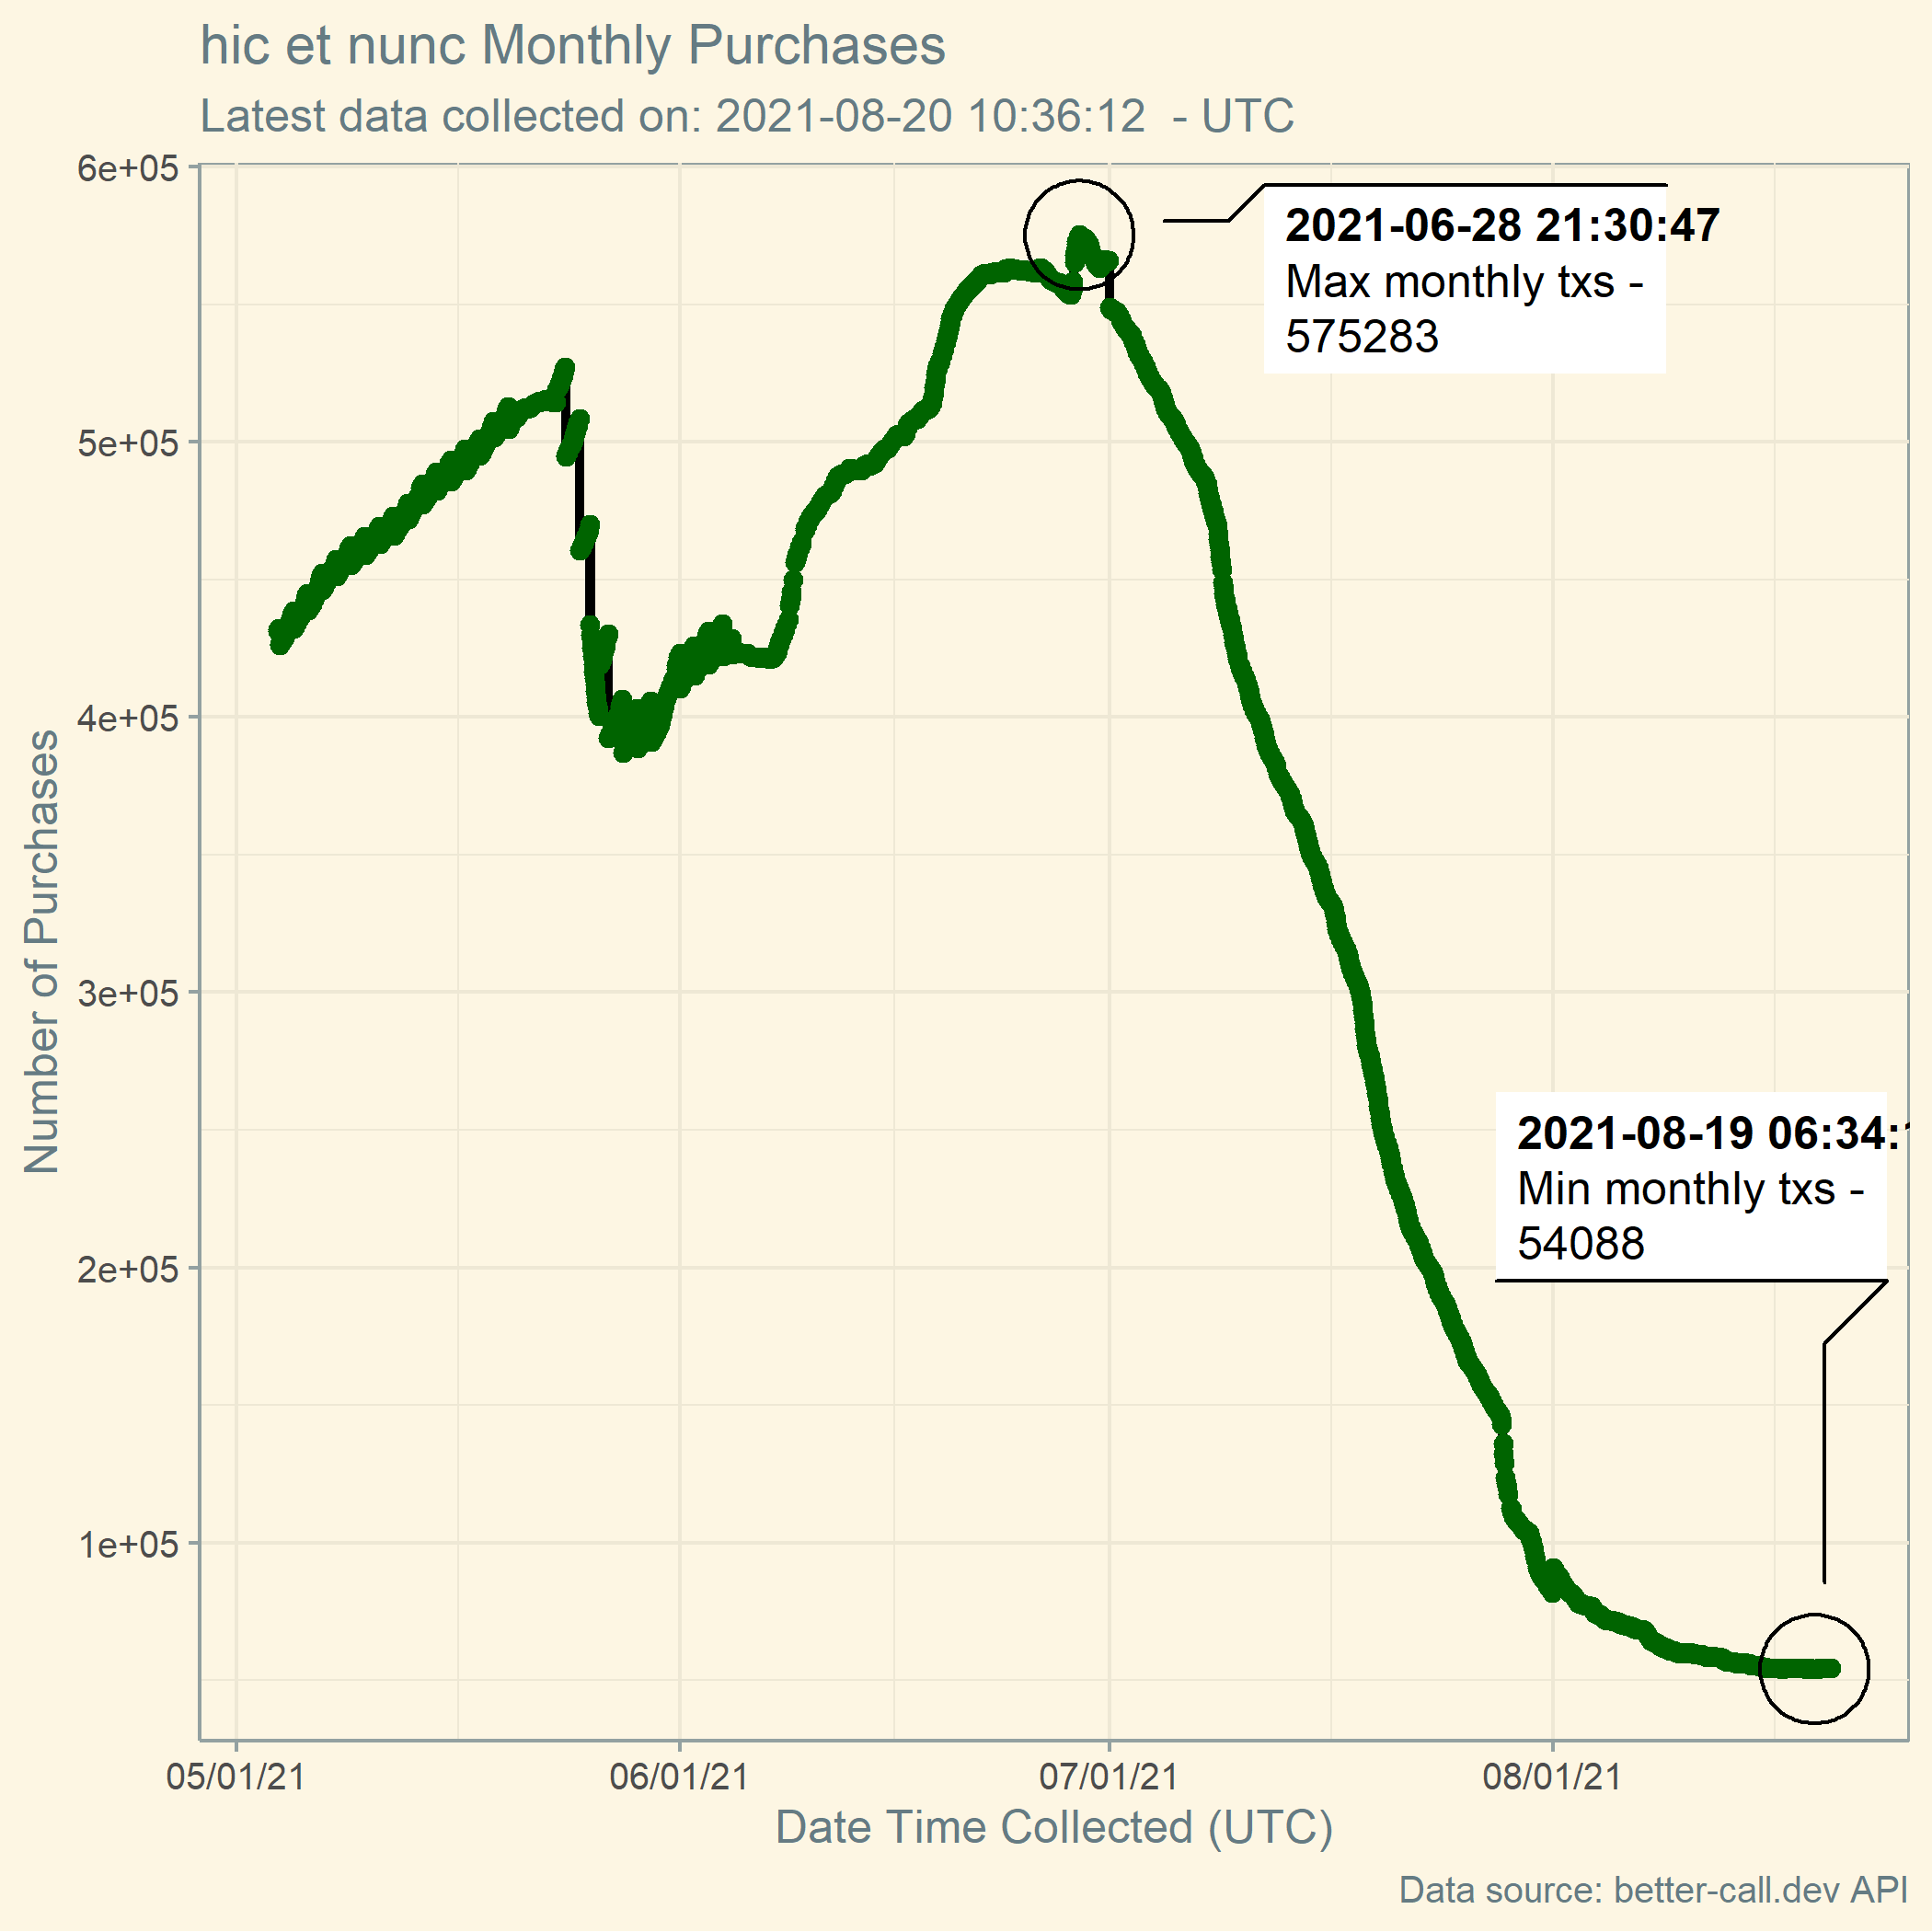 hic et nunc Monthly Purchases
Latest data collected on: 2021-08-20 10:36:12 - UTC
6e+05
5e+05
4e+05
3e+05
2e+05
1e+05
Number of Purchases
2021-06-28 21:30:47
Max monthly txs -
575283
2021-08-19 06:34:
Min monthly txs -
54088
05/01/21
06/01/21
07/01/21
08/01/21
Date Time Collected (UTC)
Data source: better-call.dev API